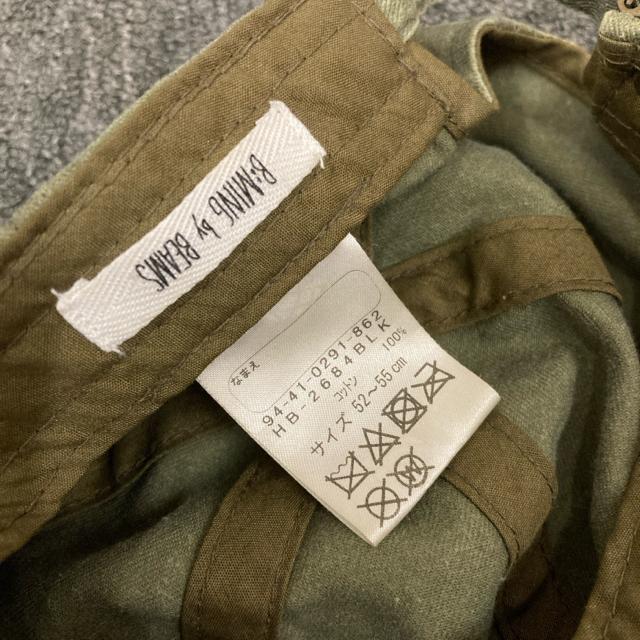 B:MING by BEAMS
なまえ
94-41-0291-862
HB-2684BLK
コットン 100%
サイズ 52～55cm